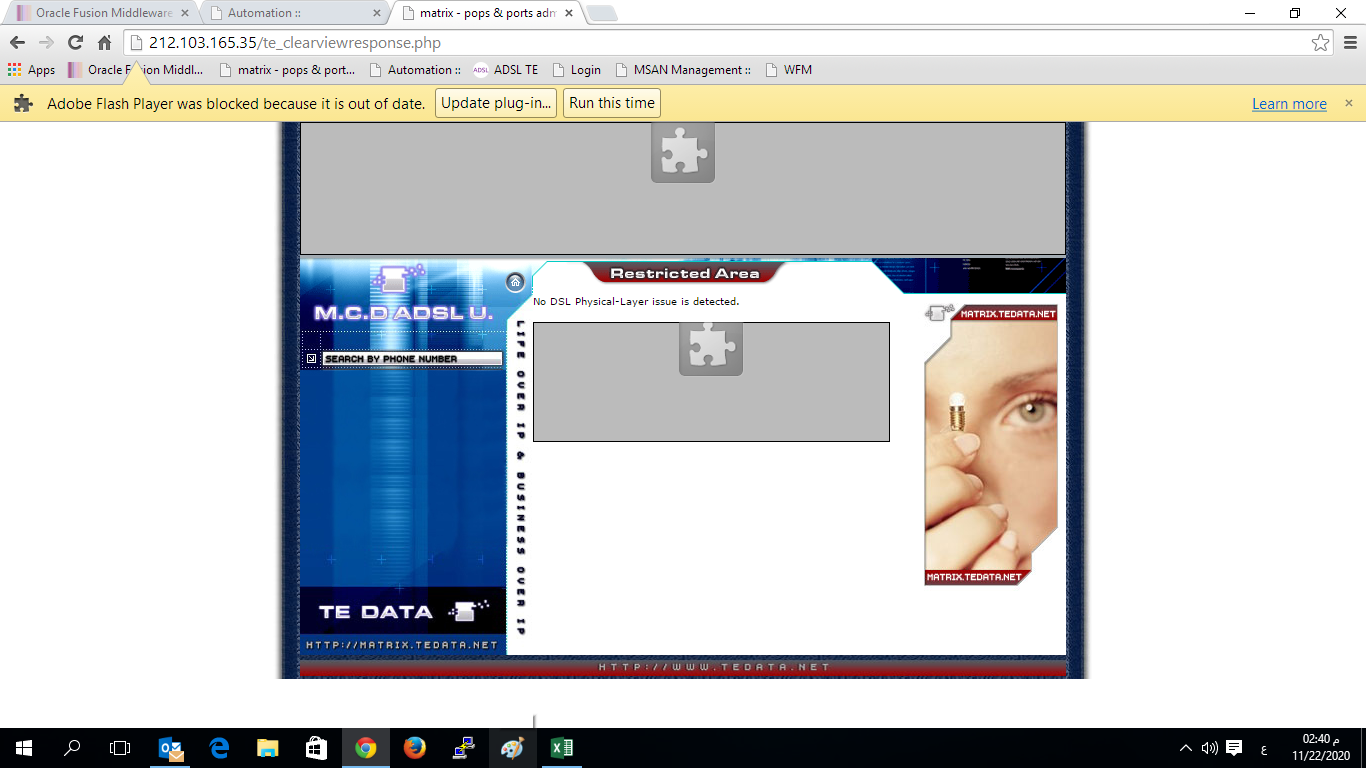 Oracle Fusion Middleware
Automation ::
matrix - pops & ports adm
212.103.165.35/te_clearviewresponse.php
Apps
Oracle Fusion Middl...
matrix - pops & port...
Automation ::
ADSL
ADSL TE
Login
MSAN Management ::
WFM
Adobe Flash Player was blocked because it is out of date.
Update plug-in...
Run this time
Learn more
Restricted Area
M.C.D ADSL U.
No DSL Physical-Layer issue is detected.
MATRIX.TEDATA.NET
SEARCH BY PHONE NUMBER
LIFE OVER IP & BUSINESS OVER IP
MATRIX.TEDATA.NET
TE DATA
HTTP://MATRIX.TEDATA.NET
HTTP://WWW.TEDATA.NET
ع
02:40 م
11/22/2020